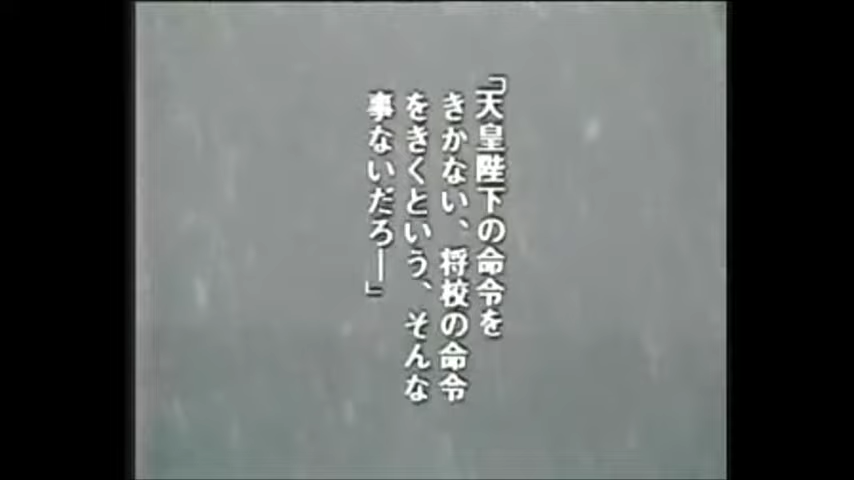 「天皇陛下の命令を
きかない、将校の命令
をきくという、そんな
事ないだろー」